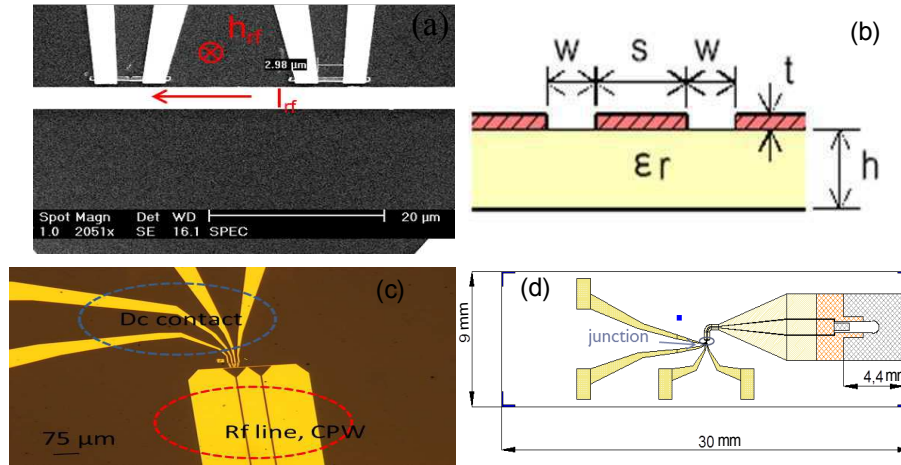 (a)
h_rf
2.98 µm
I_rf
Spot Magn Det WD
1.0 2051x SE 16.1 SPEC
20 µm
(b)
W S W
t
εr
h
(c)
Dc contact
Rf line, CPW
75 µm
(d)
junction
9 mm
4,4 mm
30 mm